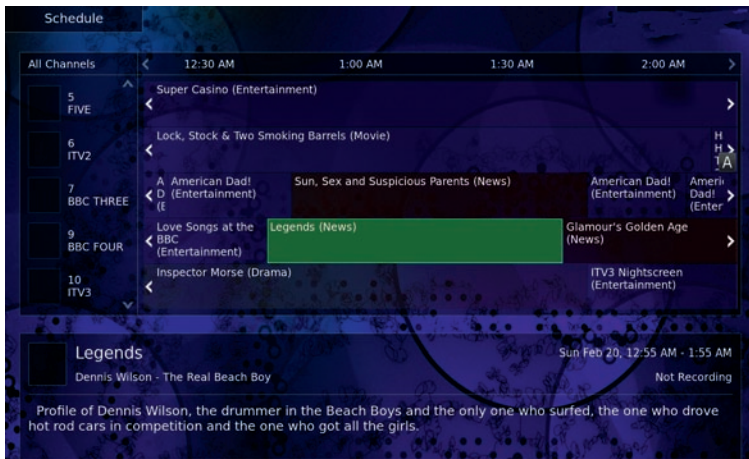 Schedule
All Channels
12:30 AM 1:00 AM 1:30 AM 2:00 AM
5
FIVE
Super Casino (Entertainment)
6
ITV2
Lock, Stock & Two Smoking Barrels (Movie)
H
H
A
7
BBC THREE
A
D
(E
American Dad!
(Entertainment)
Sun, Sex and Suspicious Parents (News)
American Dad!
(Entertainment)
Ameri
Dad!
(Enter
9
BBC FOUR
Love Songs at the
BBC
(Entertainment)
Legends (News)
Glamour's Golden Age
(News)
10
ITV3
Inspector Morse (Drama)
ITV3 Nightscreen
(Entertainment)
Legends
Sun Feb 20, 12:55 AM - 1:55 AM
Dennis Wilson - The Real Beach Boy
Not Recording
Profile of Dennis Wilson, the drummer in the Beach Boys and the only one who surfed, the one who drove
hot rod cars in competition and the one who got all the girls.